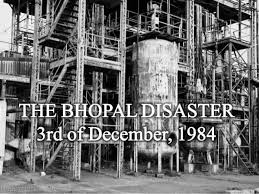 THE BHOPAL DISASTER
3rd of December, 1984